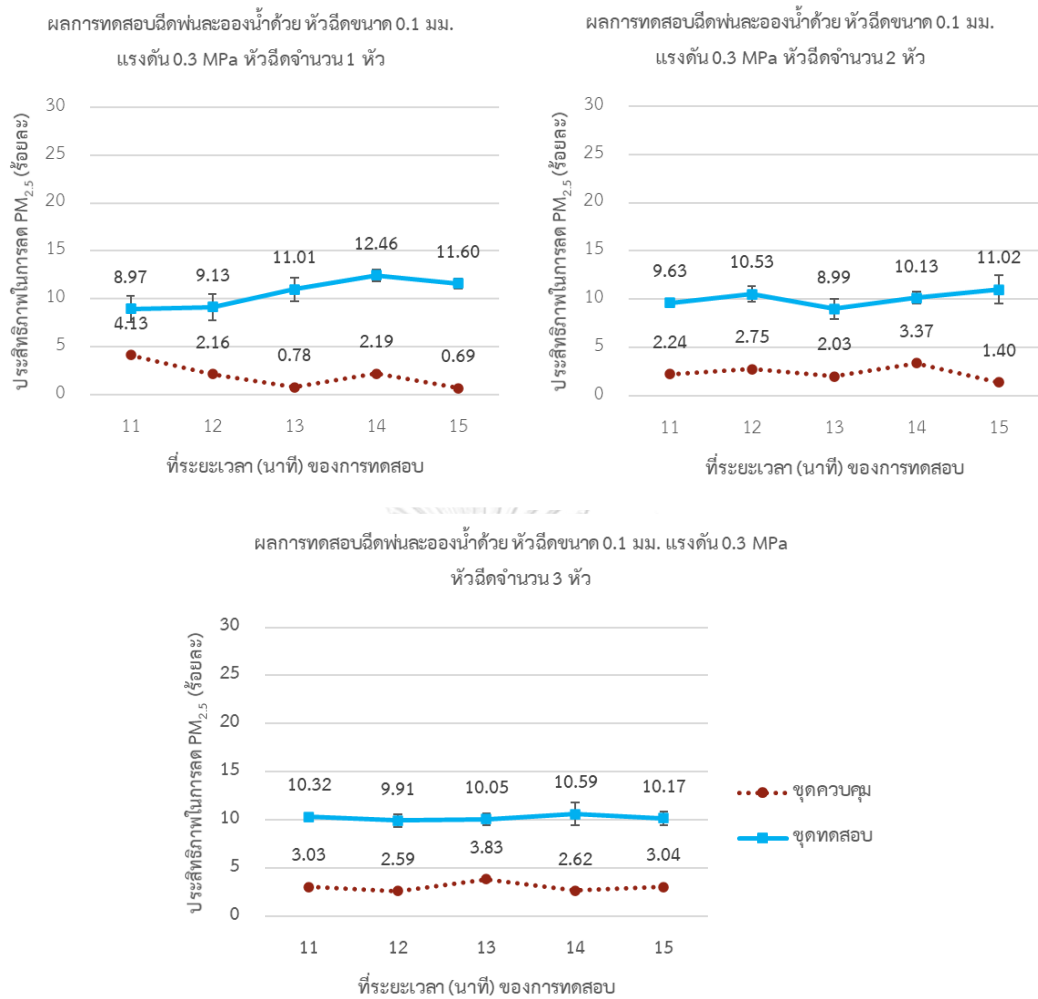 ผลการทดสอบฉีดพ่นละอองน้ำด้วย หัวฉีดขนาด 0.1 มม.
แรงดัน 0.3 MPa หัวฉีดจำนวน 1 หัว
ประสิทธิภาพในการลด PM2.5 (ร้อยละ)
30
25
20
15
10
5
0
8.97 9.13 11.01 12.46 11.60
4.13 2.16 0.78 2.19 0.69
11 12 13 14 15
ที่ระยะเวลา (นาที) ของการทดสอบ
ผลการทดสอบฉีดพ่นละอองน้ำด้วย หัวฉีดขนาด 0.1 มม.
แรงดัน 0.3 MPa หัวฉีดจำนวน 2 หัว
ประสิทธิภาพในการลด PM2.5 (ร้อยละ)
30
25
20
15
10
5
0
9.63 10.53 8.99 10.13 11.02
2.24 2.75 2.03 3.37 1.40
11 12 13 14 15
ที่ระยะเวลา (นาที) ของการทดสอบ
ผลการทดสอบฉีดพ่นละอองน้ำด้วย หัวฉีดขนาด 0.1 มม. แรงดัน 0.3 MPa
หัวฉีดจำนวน 3 หัว
ประสิทธิภาพในการลด PM2.5 (ร้อยละ)
30
25
20
15
10
5
0
10.32 9.91 10.05 10.59 10.17
3.03 2.59 3.83 2.62 3.04
11 12 13 14 15
ที่ระยะเวลา (นาที) ของการทดสอบ
ชุดควบคุม
ชุดทดสอบ